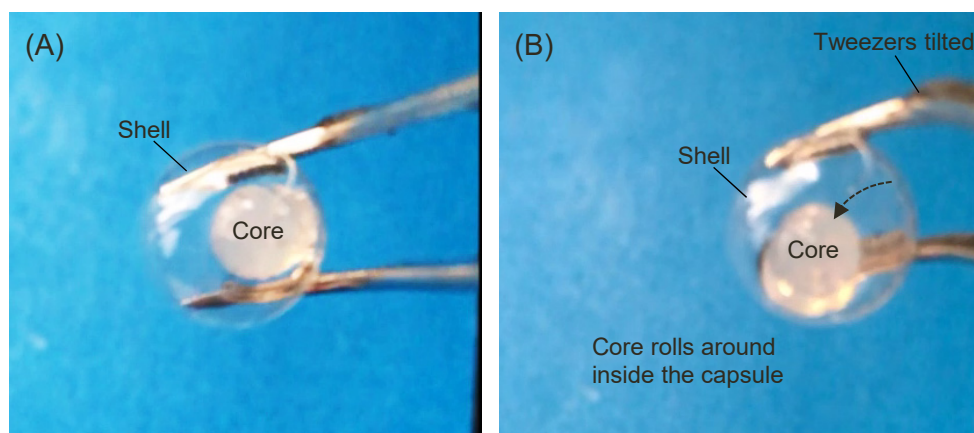 (A)
Shell
Core
(B)
Tweezers tilted
Shell
Core
Core rolls around
inside the capsule